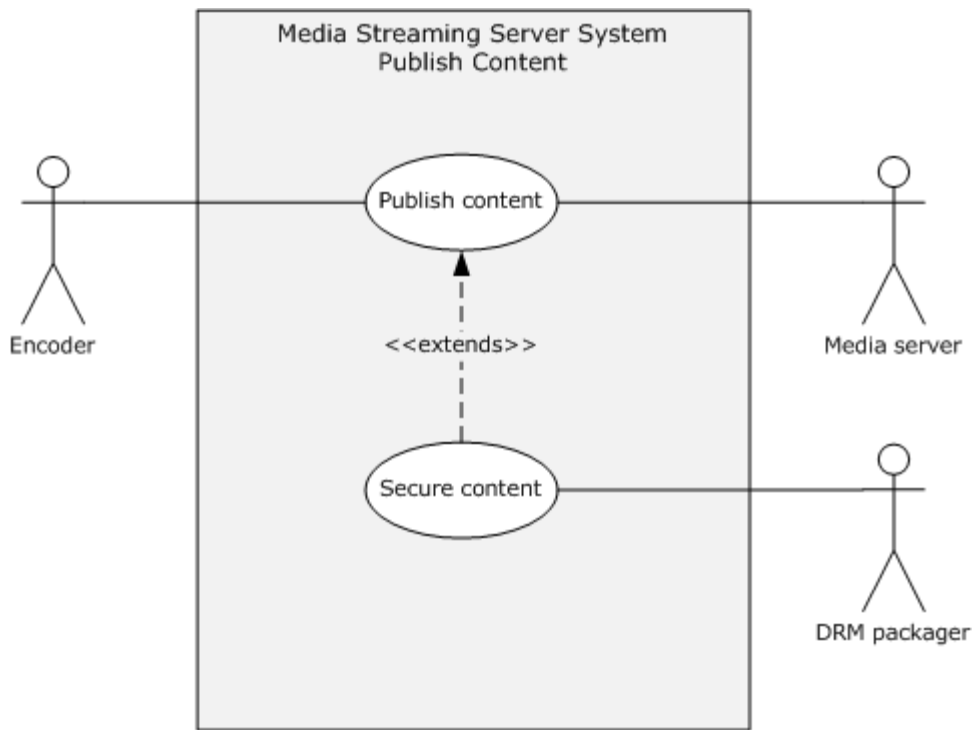 Media Streaming Server System
Publish Content
Publish content
Encoder
<<extends>>
Media server
Secure content
DRM packager